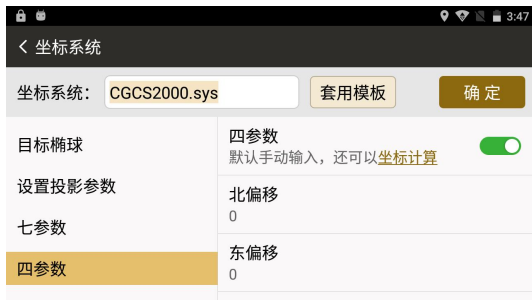 3:47
坐标系统
坐标系统： CGCS2000.sys 套用模板 确定
目标椭球
设置投影参数
七参数
四参数
四参数
默认手动输入，还可以坐标计算
北偏移
0
东偏移
0